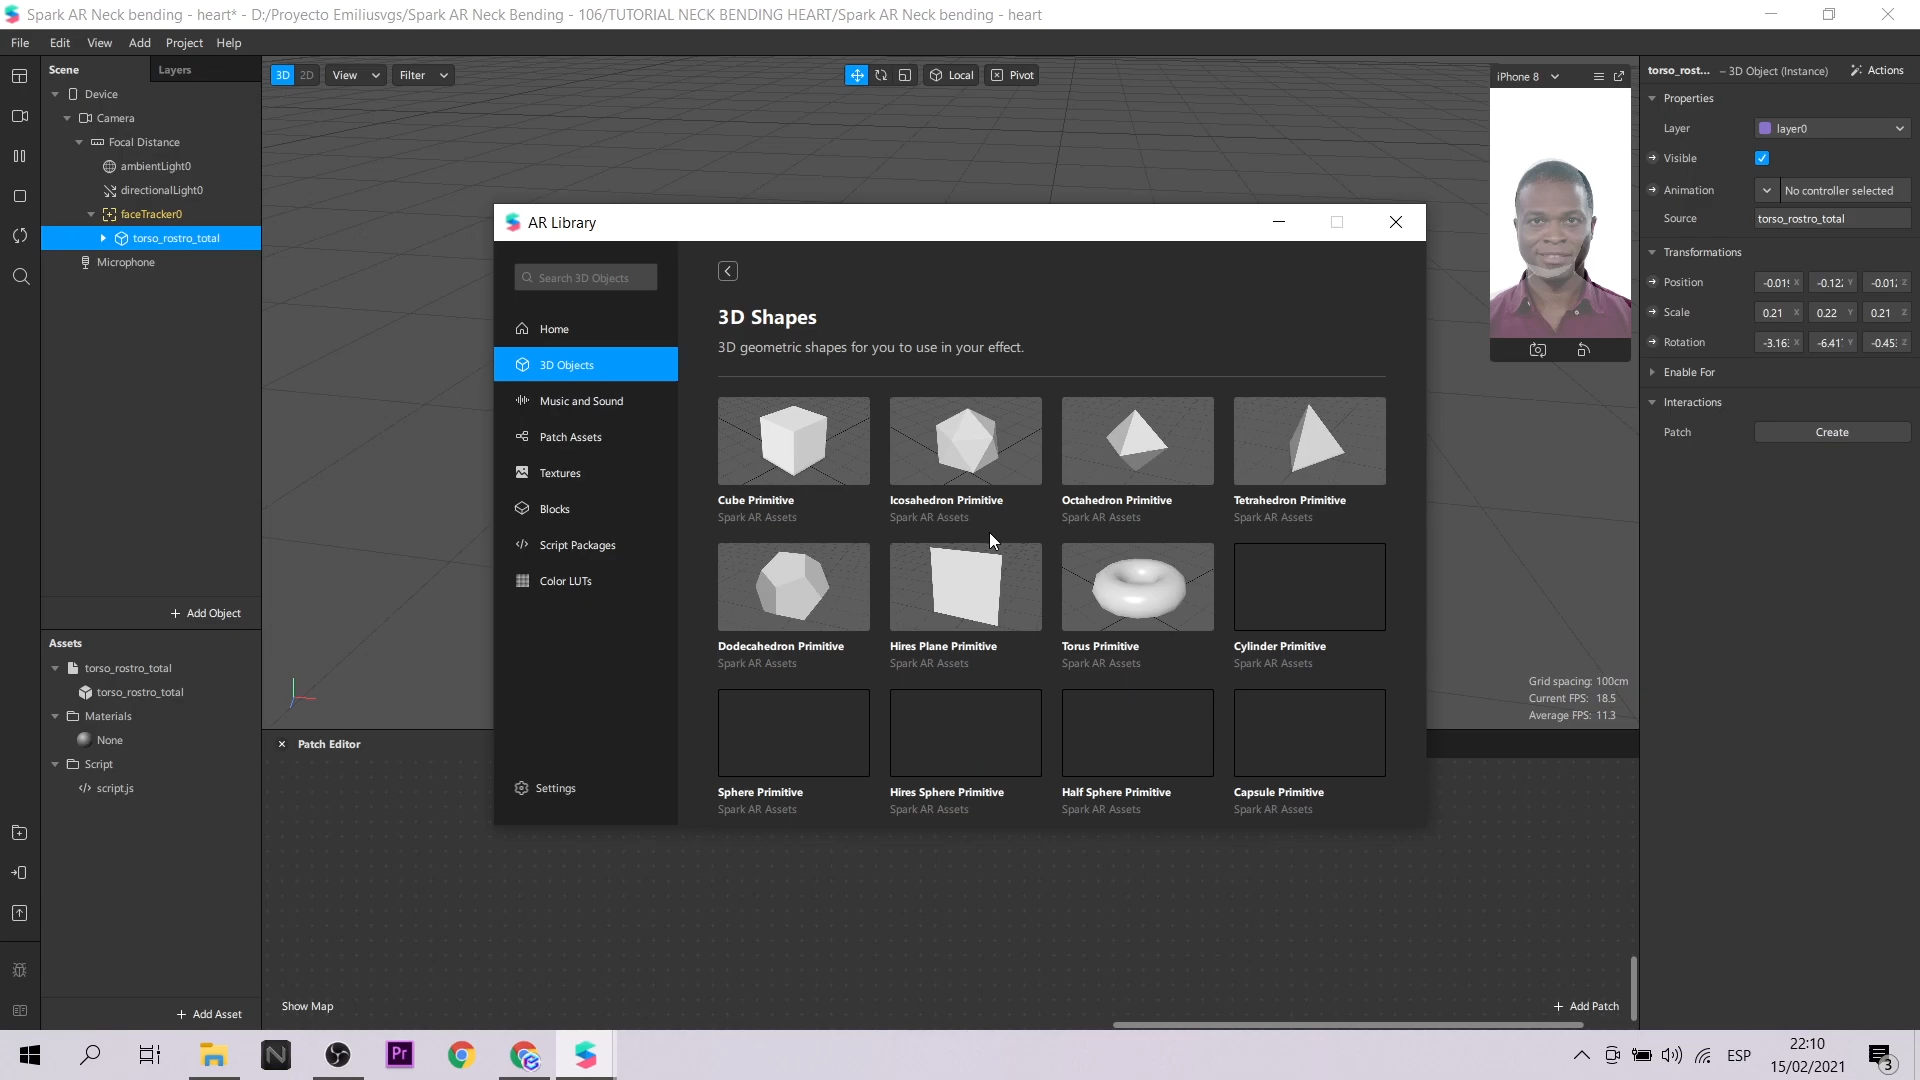 Spark AR Neck bending - heart* - D:/Proyecto Emiliusvgs/Spark AR Neck Bending - 106/TUTORIAL NECK BENDING HEART/Spark AR Neck bending - heart
File Edit View Add Project Help
Scene Layers
Device
Camera
Focal Distance
ambientLight0
directionalLight0
faceTracker0
torso_rostro_total
Microphone
+ Add Object
Assets
torso_rostro_total
torso_rostro_total
Materials
None
Script
script.js
+ Add Asset
3D 2D View Filter
Local Pivot
AR Library
Search 3D Objects
Home
3D Objects
Music and Sound
Patch Assets
Textures
Blocks
Script Packages
Color LUTs
Settings
3D Shapes
3D geometric shapes for you to use in your effect.
Cube Primitive
Spark AR Assets
Icosahedron Primitive
Spark AR Assets
Octahedron Primitive
Spark AR Assets
Tetrahedron Primitive
Spark AR Assets
Dodecahedron Primitive
Spark AR Assets
Hires Plane Primitive
Spark AR Assets
Torus Primitive
Spark AR Assets
Cylinder Primitive
Spark AR Assets
Sphere Primitive
Spark AR Assets
Hires Sphere Primitive
Spark AR Assets
Half Sphere Primitive
Spark AR Assets
Capsule Primitive
Spark AR Assets
iPhone 8
Grid spacing: 100cm
Current FPS: 18.5
Average FPS: 11.3
Patch Editor
Show Map
+ Add Patch
torso_rost... – 3D Object (Instance) Actions
Properties
Layer layer0
Visible
Animation No controller selected
Source torso_rostro_total
Transformations
Position X Y Z
Scale 0.21 X 0.22 Y 0.21 Z
Rotation X Y Z
Enable For
Interactions
Patch Create
Pr
ESP
22:10
15/02/2021
3